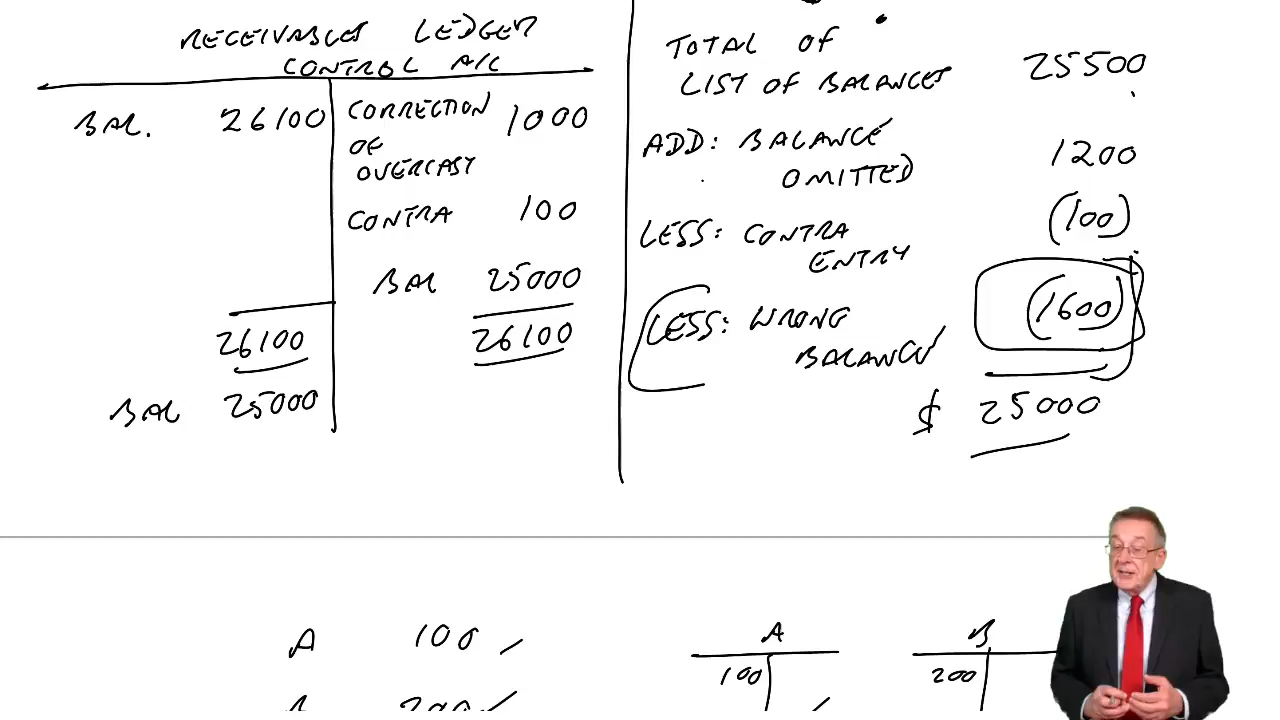 RECEIVABLES LEDGER
CONTROL A/C
BAL. 26100
CORRECTION 1000
OF
OVERCAST
CONTRA 100
BAL 25000
26100 26100
BAL 25000
TOTAL OF
LIST OF BALANCES 25500
ADD: BALANCE 1200
OMITTED
LESS: CONTRA (100)
ENTRY
LESS: WRONG (1600)
BALANCE
$ 25000
A 100
B 200
A
100
B
200